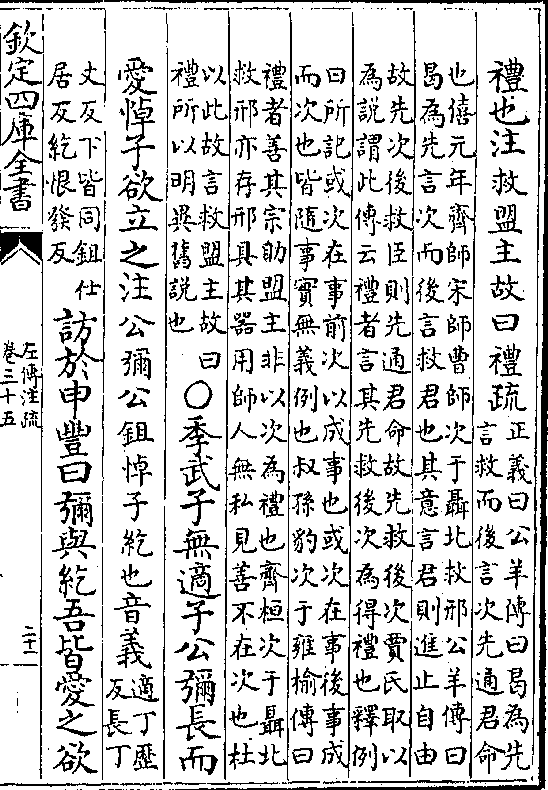 禮也注救盟主故曰禮疏
正義曰公羊傳曰曷為先
言救而後言次先通君命
也僖元年齊師宋師曹師次于聶北救邢公羊傳曰
曷為先言次而後言救君也其意言君則進止自由
故先次後救臣則先通君命故先救後次賈氏取以
為說謂此傳云禮者言其先救後次為得禮也釋例
曰所記或次在事前次以成事也或次在事後事成
而次也皆隨事實無義例也叔孫豹次于雍榆傳曰
禮者善其宗助盟主非以次為禮也齊桓次于聶北
救邢亦存邢具其器用師人無私見善不在次也杜
以此故言救盟主故曰
禮所以明異舊說也
○季武子無適子公彌長而
愛悼子欲立之注公彌公鉏悼子紇也音義
適丁歷
反長丁
丈反下皆同鉏仕
居反紇恨發反
訪於申豐曰彌與紇吾皆愛之欲
欽定四庫全書
左傳注疏
卷三十五
二十一